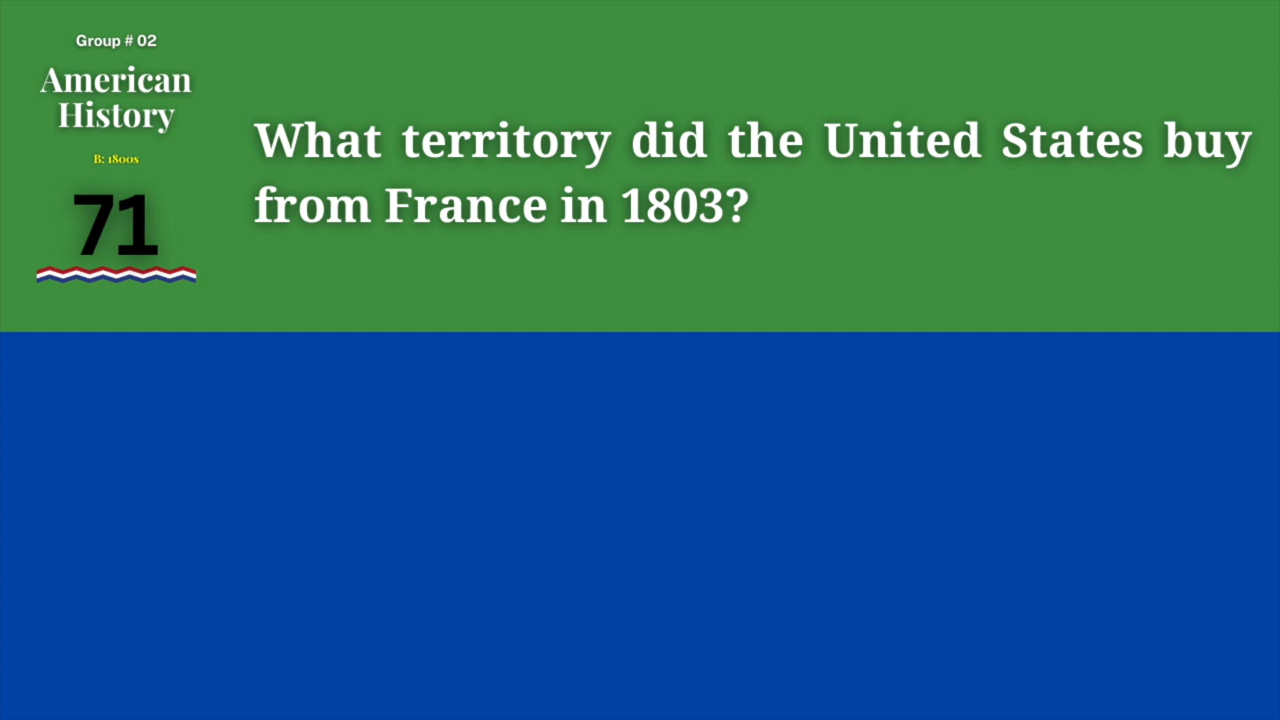 Group # 02
American
History
B: 1800s
71
What territory did the United States buy
from France in 1803?